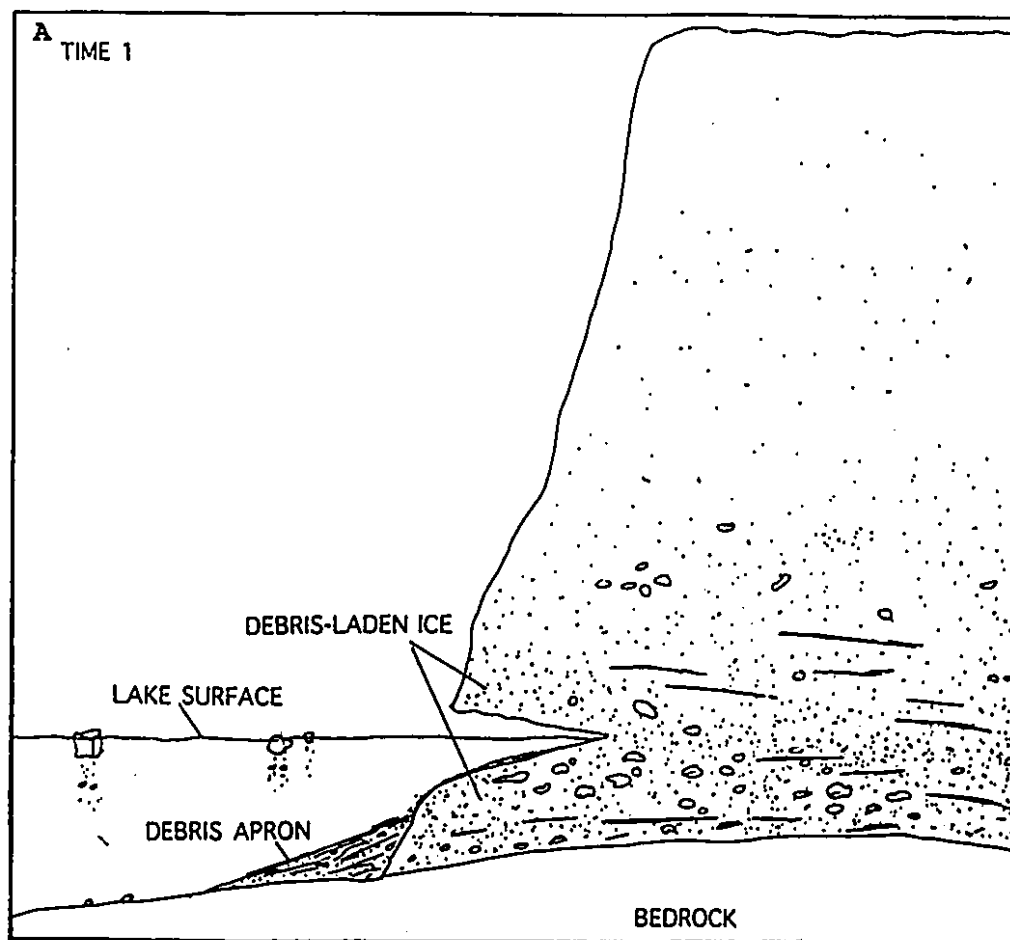 A
TIME 1
DEBRIS-LADEN ICE
LAKE SURFACE
DEBRIS APRON
BEDROCK